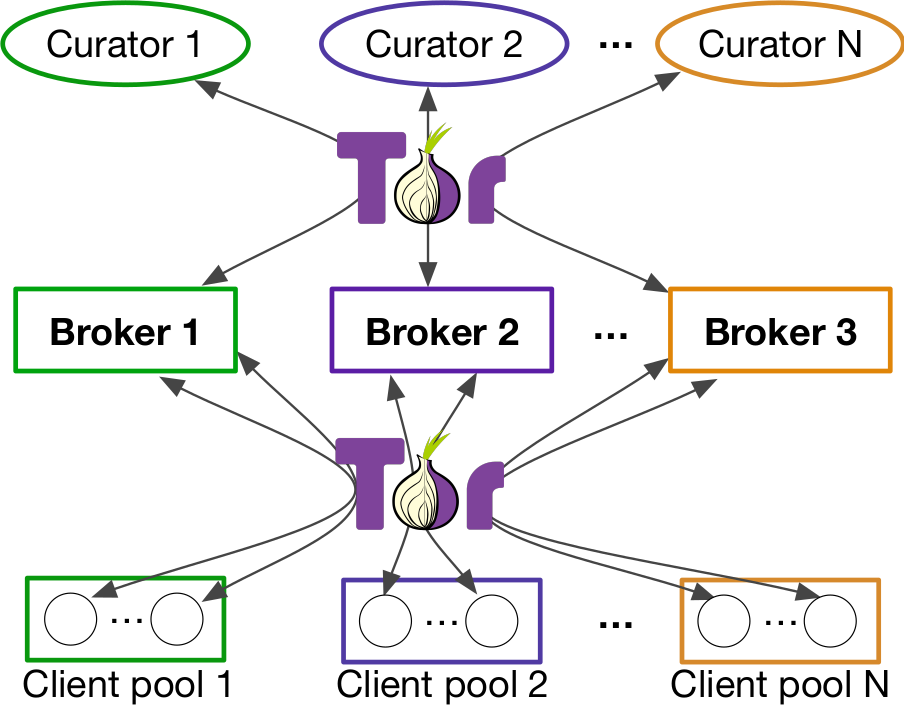 Curator 1
Curator 2
...
Curator N
Tor
Broker 1
Broker 2
...
Broker 3
Tor
...
...
...
...
Client pool 1
Client pool 2
Client pool N